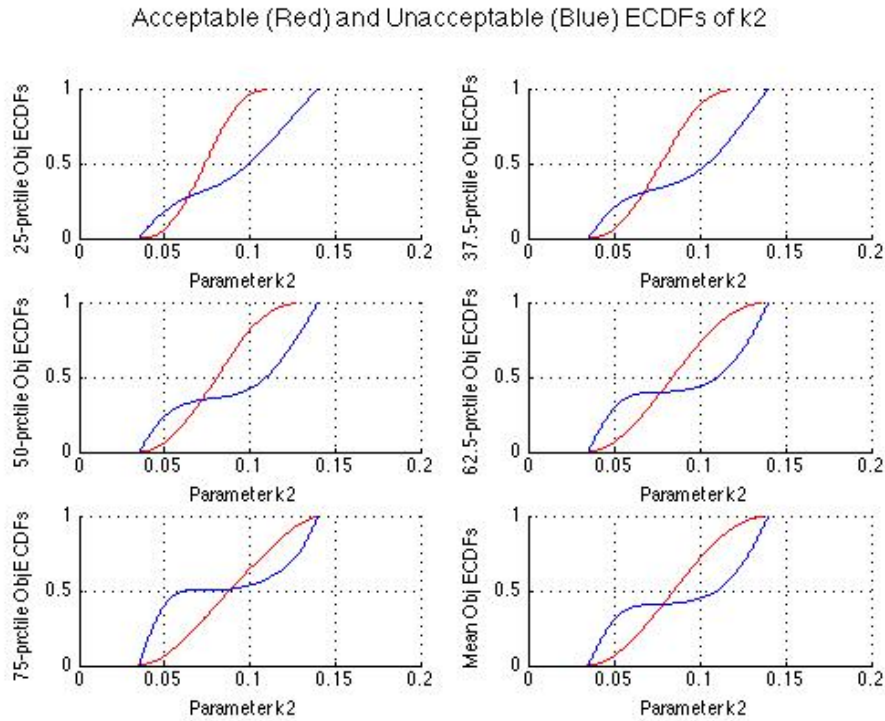 Acceptable (Red) and Unacceptable (Blue) ECDFs of k2
25-prctile Obj ECDFs
1
0.5
0
0 0.05 0.1 0.15 0.2
Parameter k2
37.5-prctile Obj ECDFs
1
0.5
0
0 0.05 0.1 0.15 0.2
Parameter k2
50-prctile Obj ECDFs
1
0.5
0
0 0.05 0.1 0.15 0.2
Parameter k2
62.5-prctile Obj ECDFs
1
0.5
0
0 0.05 0.1 0.15 0.2
Parameter k2
75-prctile ObjE CDFs
1
0.5
0
0 0.05 0.1 0.15 0.2
Parameter k2
Mean Obj ECDFs
1
0.5
0
0 0.05 0.1 0.15 0.2
Parameter k2